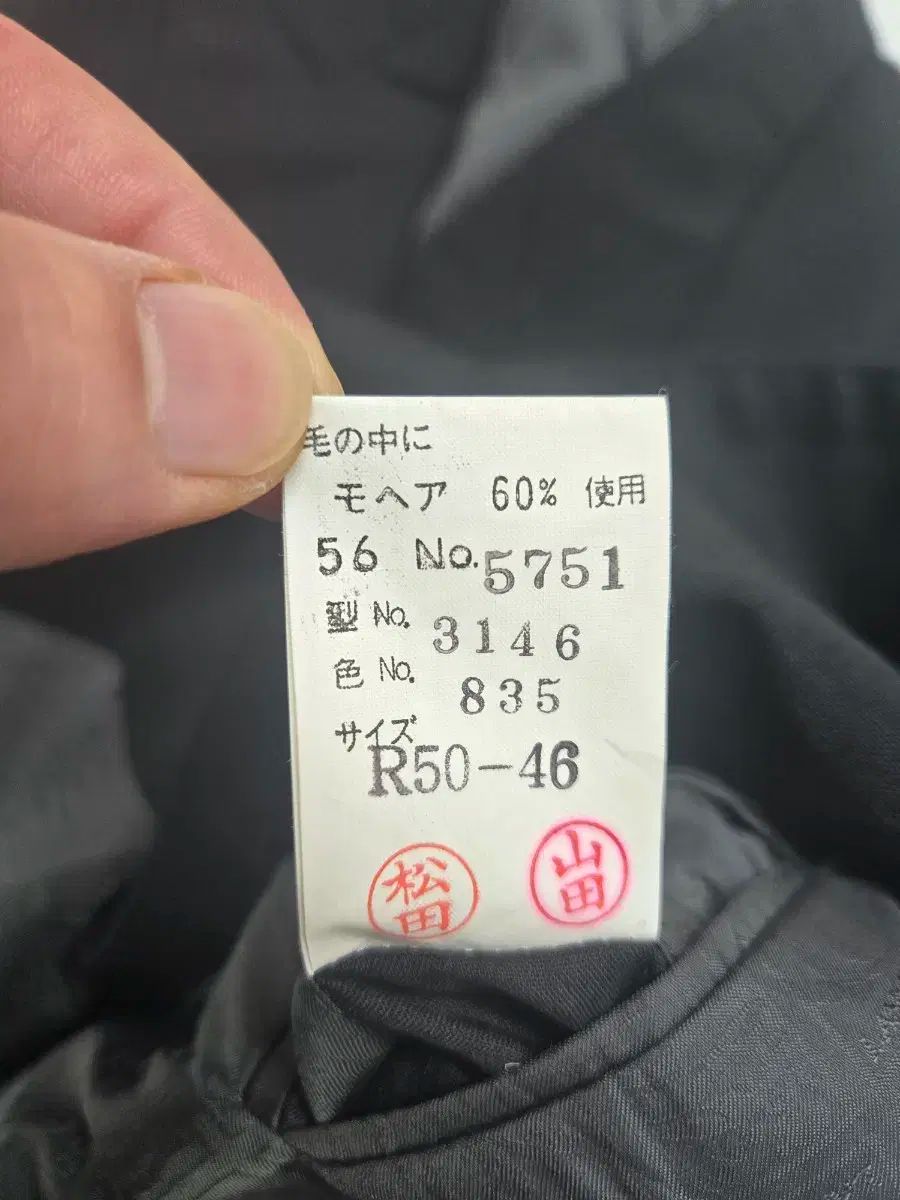 毛の中に
モヘア 60% 使用
56 No. 5751
型 No. 3146
色 No. 835
サイズ
R50-46
松田 山田